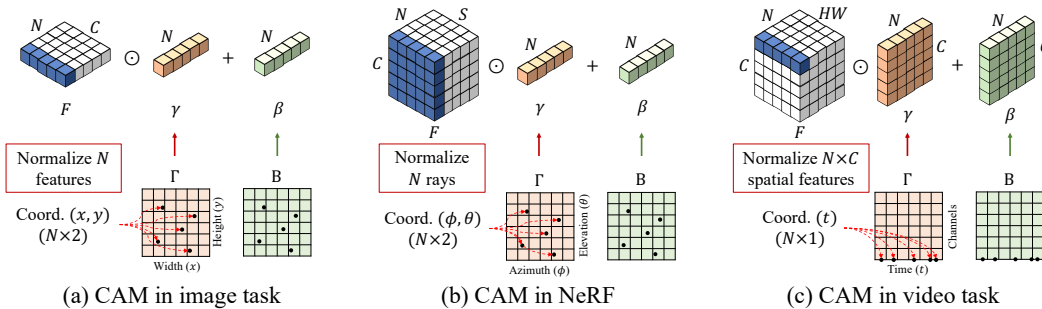 N C N N
⊙ +
F γ β
Normalize N
features
Γ B
Coord. (x, y)
(N×2)
Height (y)
Width (x)
(a) CAM in image task
N S N N
C ⊙ +
F γ β
Normalize
N rays
Γ B
Coord. (ϕ, θ)
(N×2)
Elevation (θ)
Azimuth (ϕ)
(b) CAM in NeRF
N HW N N
C ⊙ C + C
F γ β
Normalize N×C
spatial features
Γ B
Coord. (t)
(N×1)
Channels
Time (t)
(c) CAM in video task